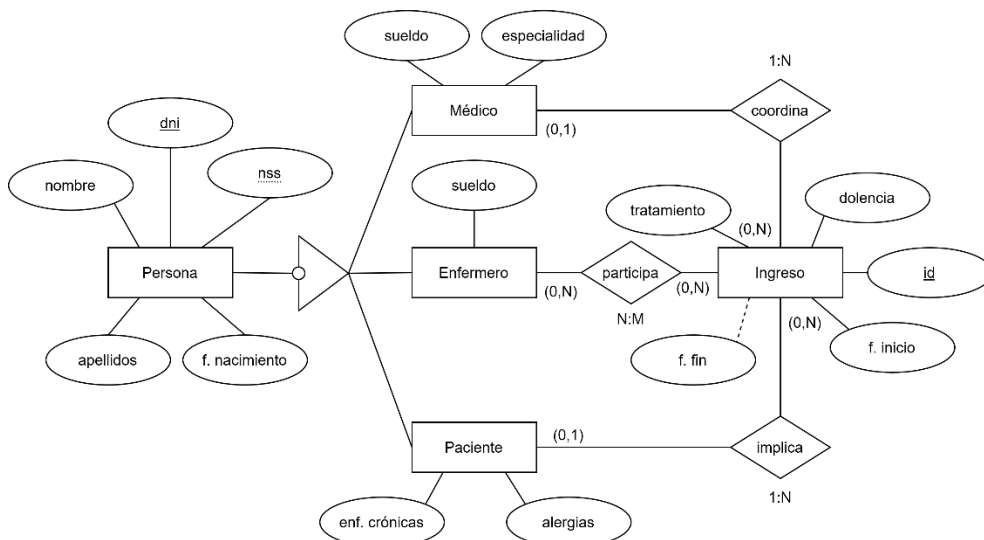 sueldo
especialidad
1:N
Médico
coordina
(0,1)
dni
nss
nombre
sueldo
tratamiento
dolencia
(0,N)
Persona
Enfermero
participa
Ingreso
id
(0,N)
(0,N)
N:M
(0,N)
apellidos
f. nacimiento
f. fin
f. inicio
Paciente
(0,1)
implica
1:N
enf. crónicas
alergias